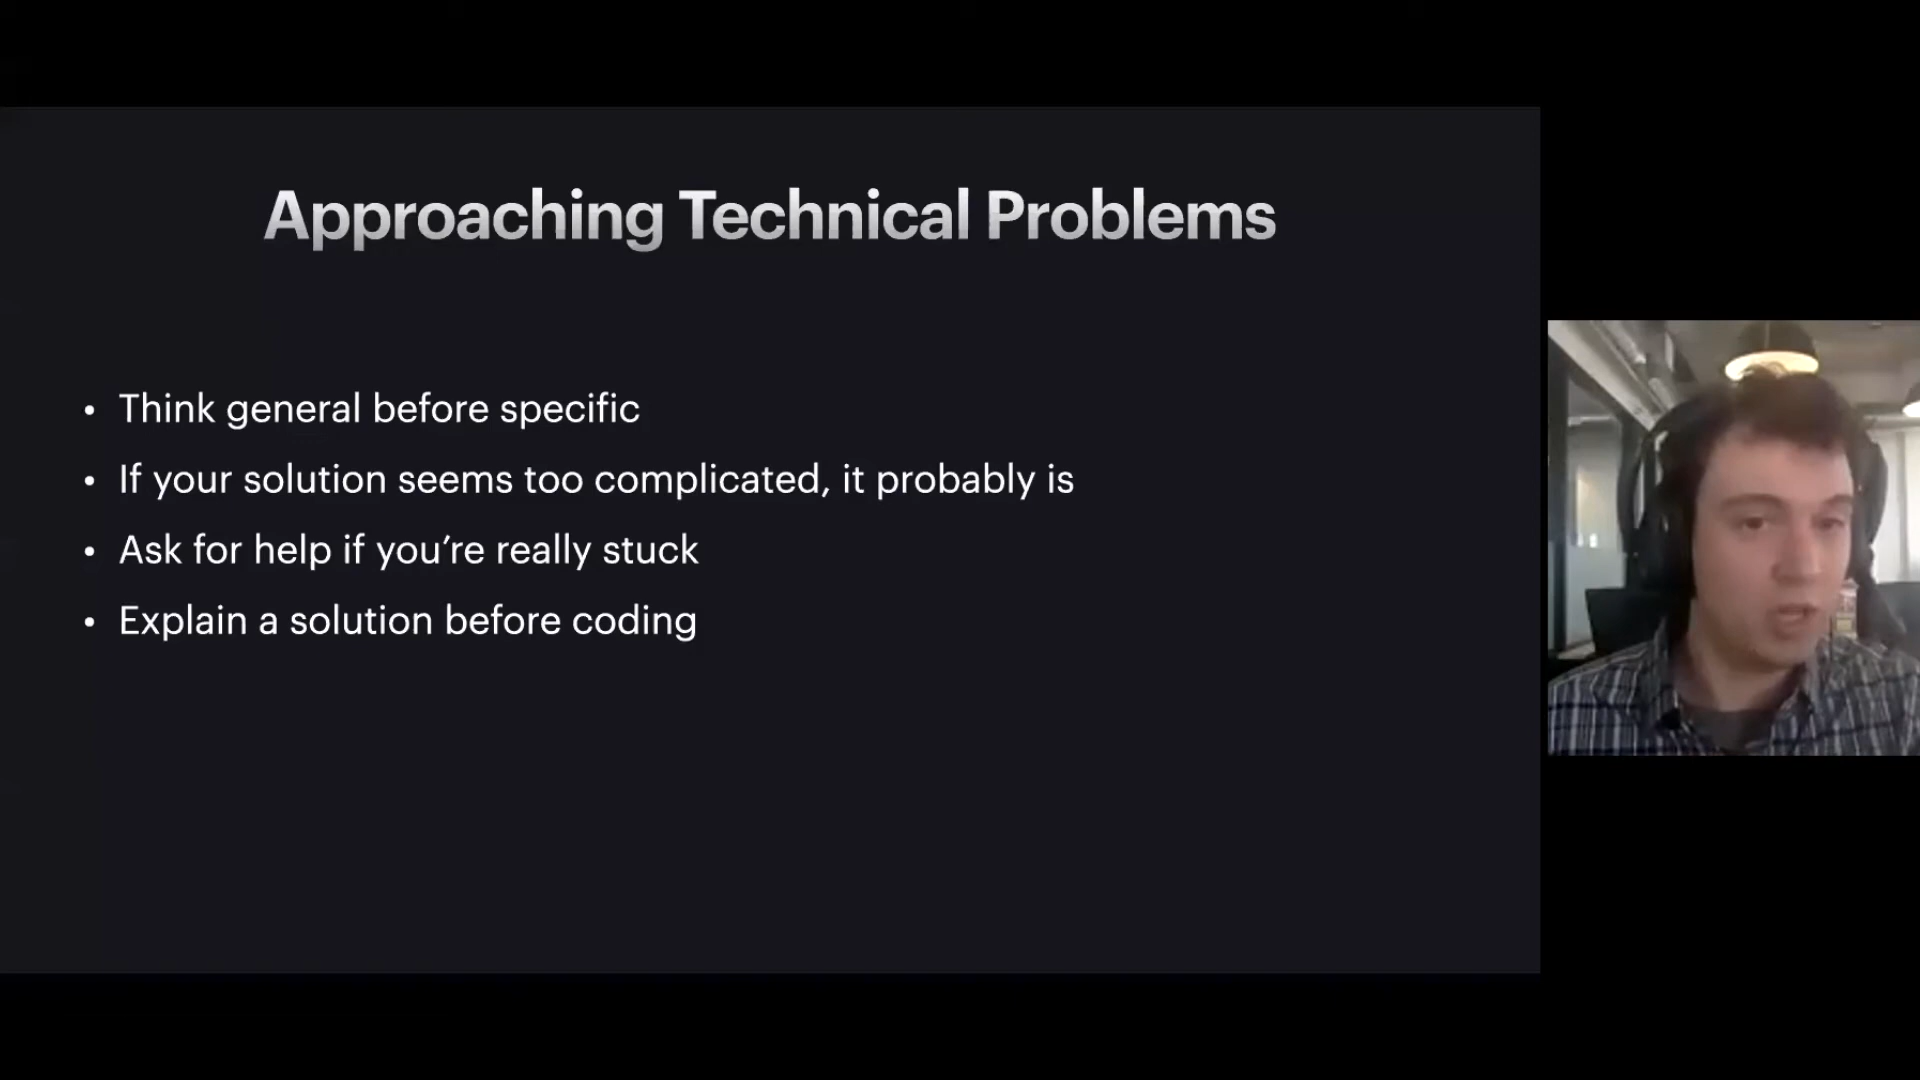 Approaching Technical Problems
• Think general before specific
• If your solution seems too complicated, it probably is
• Ask for help if you’re really stuck
• Explain a solution before coding